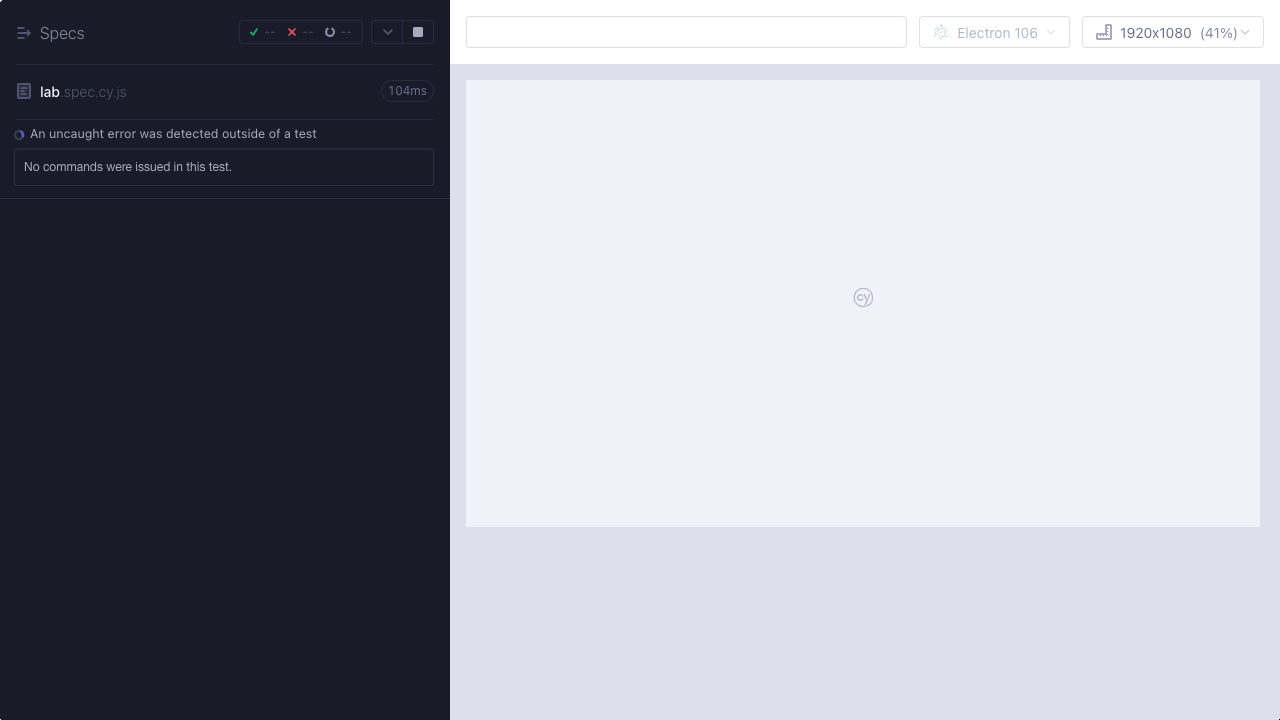 Specs
-- -- --
lab.spec.cy.js
104ms
An uncaught error was detected outside of a test
No commands were issued in this test.
Electron 106
1920x1080 (41%)
cy